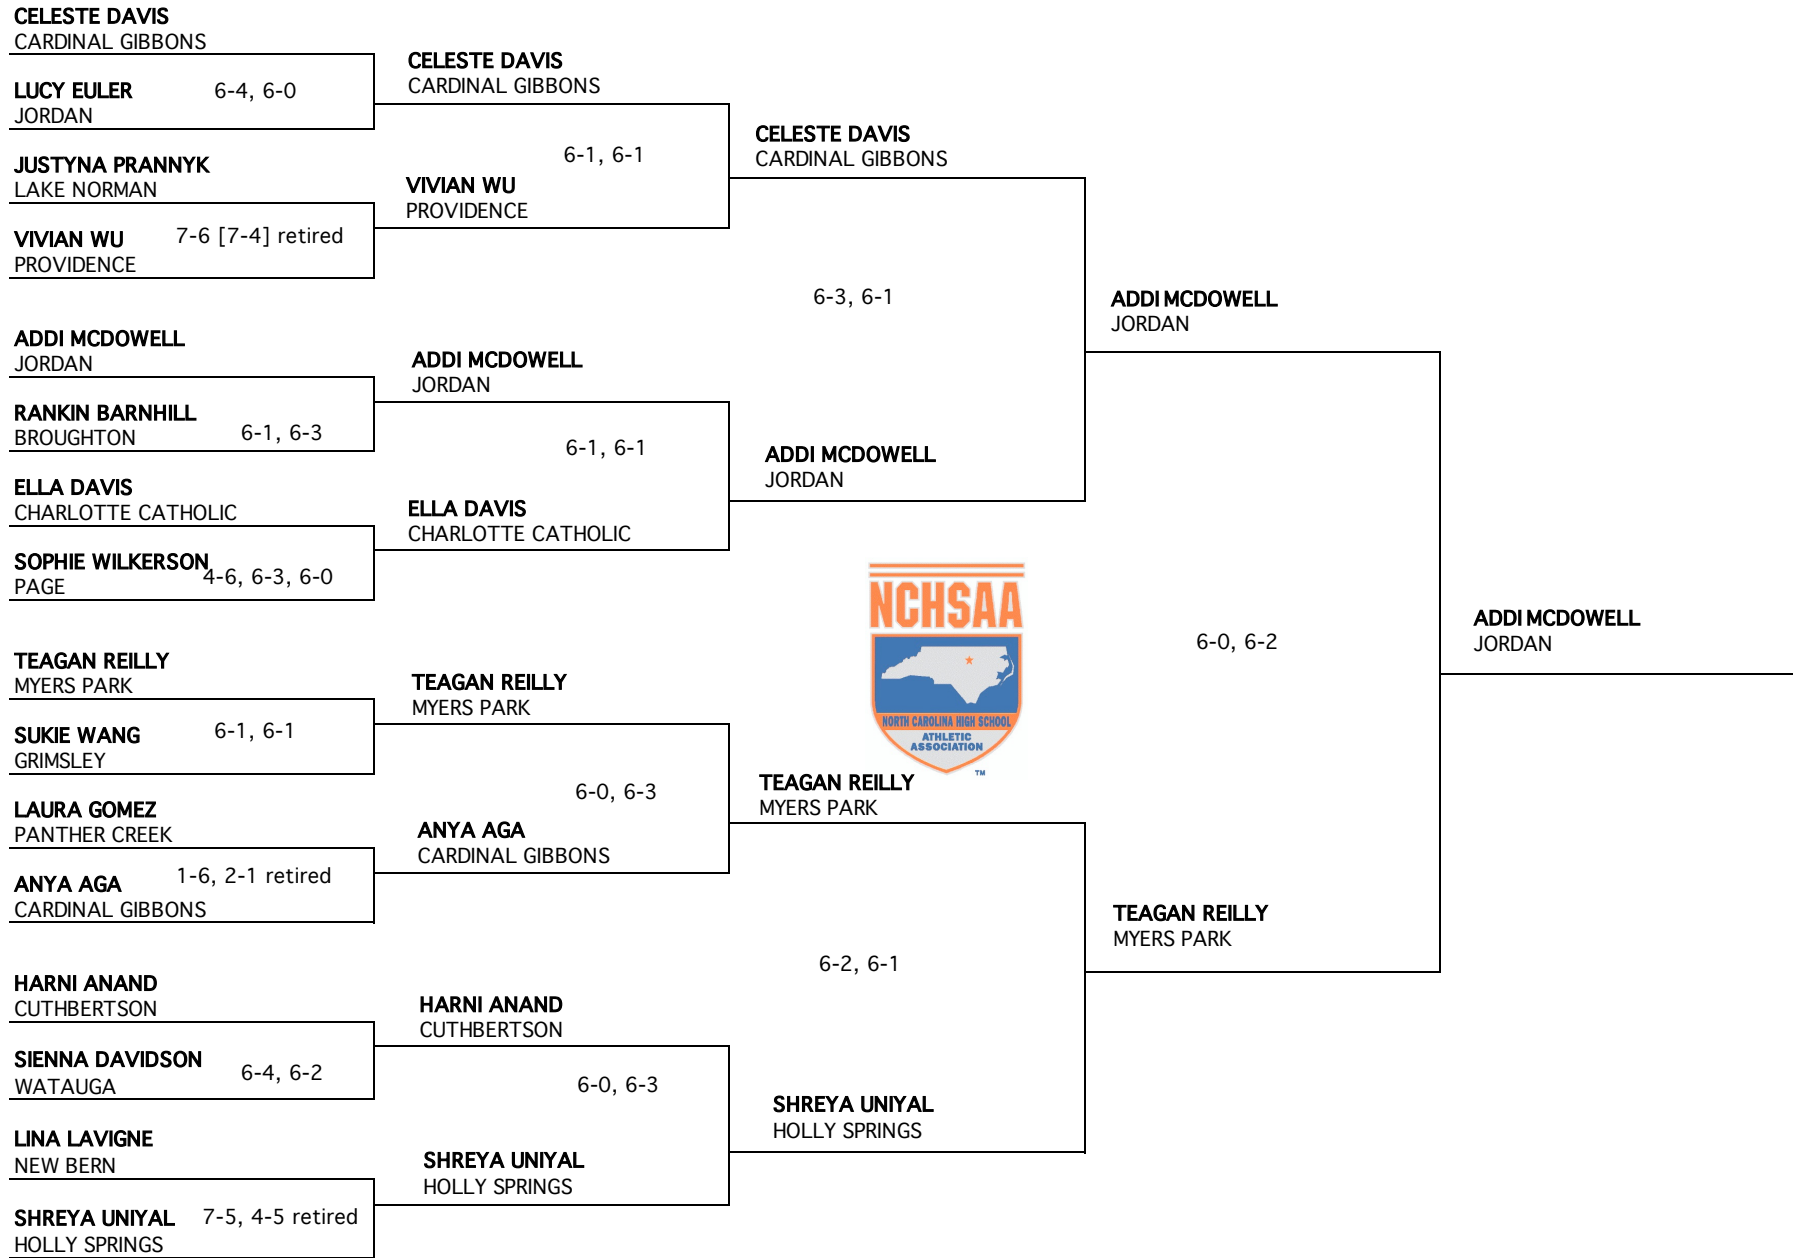 CELESTE DAVIS
CARDINAL GIBBONS
LUCY EULER 6-4, 6-0
JORDAN
JUSTYNA PRANNYK
LAKE NORMAN
VIVIAN WU 7-6 [7-4] retired
PROVIDENCE
ADDI MCDOWELL
JORDAN
RANKIN BARNHILL
BROUGHTON 6-1, 6-3
ELLA DAVIS
CHARLOTTE CATHOLIC
SOPHIE WILKERSON
PAGE 4-6, 6-3, 6-0
TEAGAN REILLY
MYERS PARK
SUKIE WANG 6-1, 6-1
GRIMSLEY
LAURA GOMEZ
PANTHER CREEK
ANYA AGA 1-6, 2-1 retired
CARDINAL GIBBONS
HARNI ANAND
CUTHBERTSON
SIENNA DAVIDSON 6-4, 6-2
WATAUGA
LINA LAVIGNE
NEW BERN
SHREYA UNIYAL 7-5, 4-5 retired
HOLLY SPRINGS
CELESTE DAVIS
CARDINAL GIBBONS
6-1, 6-1
VIVIAN WU
PROVIDENCE
ADDI MCDOWELL
JORDAN
6-1, 6-1
ELLA DAVIS
CHARLOTTE CATHOLIC
TEAGAN REILLY
MYERS PARK
6-0, 6-3
ANYA AGA
CARDINAL GIBBONS
HARNI ANAND
CUTHBERTSON
6-0, 6-3
SHREYA UNIYAL
HOLLY SPRINGS
CELESTE DAVIS
CARDINAL GIBBONS
6-3, 6-1
ADDI MCDOWELL
JORDAN
NCHSAA
NORTH CAROLINA HIGH SCHOOL
ATHLETIC
ASSOCIATION
TM
TEAGAN REILLY
MYERS PARK
6-2, 6-1
SHREYA UNIYAL
HOLLY SPRINGS
ADDI MCDOWELL
JORDAN
6-0, 6-2
TEAGAN REILLY
MYERS PARK
ADDI MCDOWELL
JORDAN